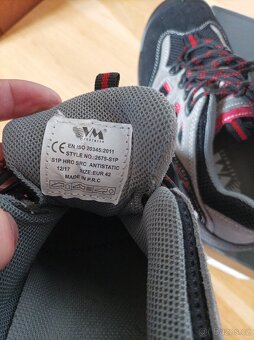 VM
FOOTWEAR
CE EN ISO 20345:2011
STYLE NO.:2675-S1P
S1P HRO SRC ANTISTATIC
12/17 SIZE:EUR 42
MADE IN P.R.C